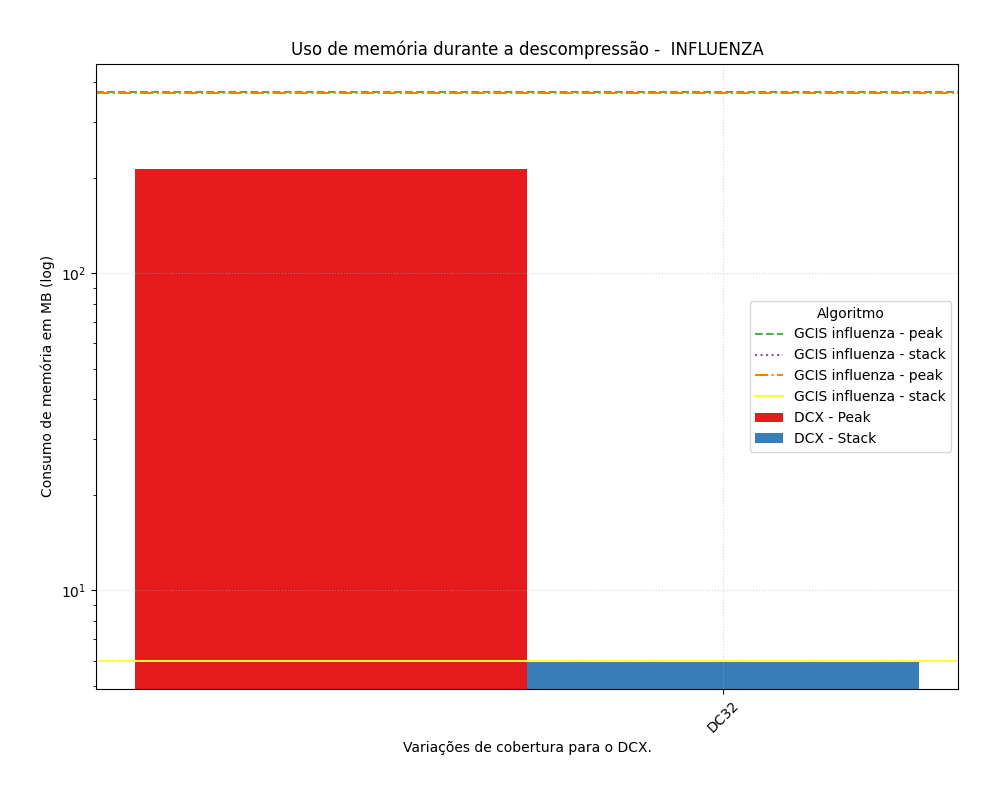 Uso de memória durante a descompressão -  INFLUENZA
Consumo de memória em MB (log)
10²
10¹
Algoritmo
GCIS influenza - peak
GCIS influenza - stack
GCIS influenza - peak
GCIS influenza - stack
DCX - Peak
DCX - Stack
DC32
Variações de cobertura para o DCX.